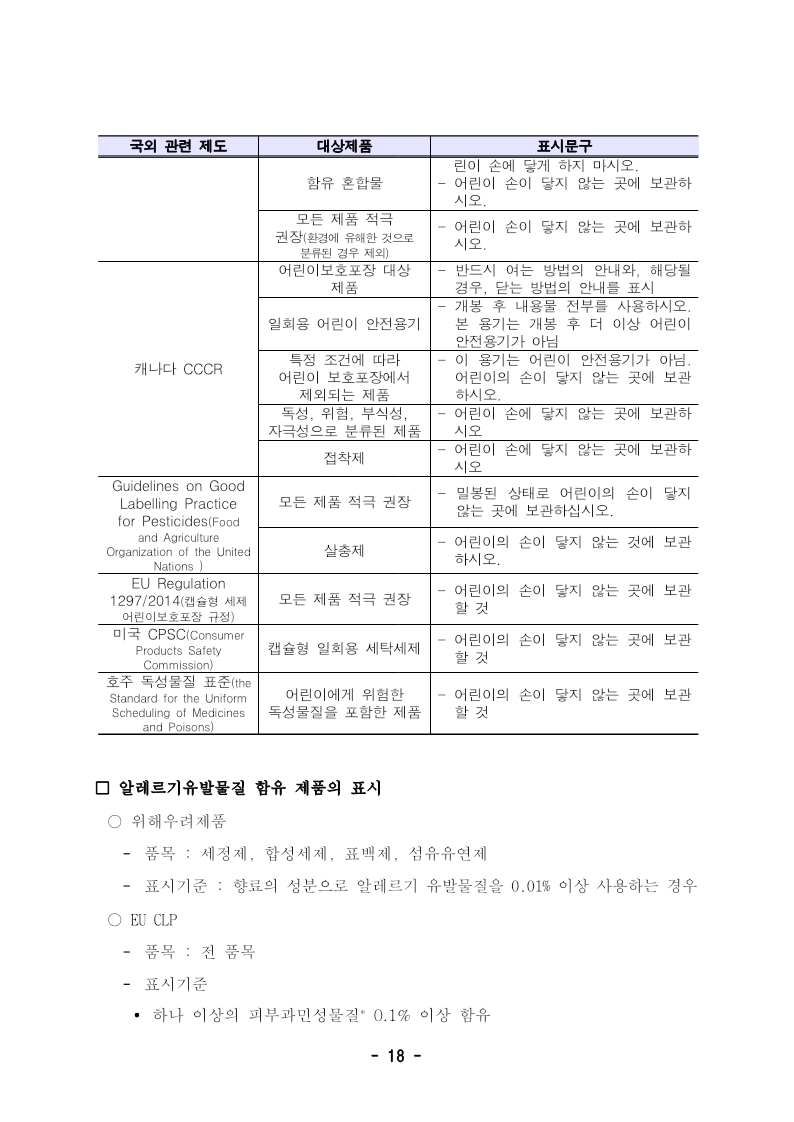 국외 관련 제도 대상제품 표시문구
함유 혼합물
린이 손에 닿게 하지 마시오.
- 어린이 손이 닿지 않는 곳에 보관하
시오.
모든 제품 적극
권장(환경에 유해한 것으로
분류된 경우 제외)
- 어린이 손이 닿지 않는 곳에 보관하
시오.
캐나다 CCCR
어린이보호포장 대상
제품
- 반드시 여는 방법의 안내와, 해당될
경우, 닫는 방법의 안내를 표시
일회용 어린이 안전용기
- 개봉 후 내용물 전부를 사용하시오.
본 용기는 개봉 후 더 이상 어린이
안전용기가 아님
특정 조건에 따라
어린이 보호포장에서
제외되는 제품
- 이 용기는 어린이 안전용기가 아님.
어린이의 손이 닿지 않는 곳에 보관
하시오.
독성, 위험, 부식성,
자극성으로 분류된 제품
- 어린이 손에 닿지 않는 곳에 보관하
시오
접착제
- 어린이 손에 닿지 않는 곳에 보관하
시오
Guidelines on Good
Labelling Practice
for Pesticides(Food
and Agriculture
Organization of the United
Nations )
모든 제품 적극 권장
- 밀봉된 상태로 어린이의 손이 닿지
않는 곳에 보관하십시오.
살충제
- 어린이의 손이 닿지 않는 것에 보관
하시오.
EU Regulation
1297/2014(캡슐형 세제
어린이보호포장 규정)
모든 제품 적극 권장
- 어린이의 손이 닿지 않는 곳에 보관
할 것
미국 CPSC(Consumer
Products Safety
Commission)
캡슐형 일회용 세탁세제
- 어린이의 손이 닿지 않는 곳에 보관
할 것
호주 독성물질 표준(the
Standard for the Uniform
Scheduling of Medicines
and Poisons)
어린이에게 위험한
독성물질을 포함한 제품
- 어린이의 손이 닿지 않는 곳에 보관
할 것
□ 알레르기유발물질 함유 제품의 표시
○ 위해우려제품
- 품목 : 세정제, 합성세제, 표백제, 섬유유연제
- 표시기준 : 향료의 성분으로 알레르기 유발물질을 0.01% 이상 사용하는 경우
○ EU CLP
- 품목 : 전 품목
- 표시기준
• 하나 이상의 피부과민성물질* 0.1% 이상 함유
- 18 -